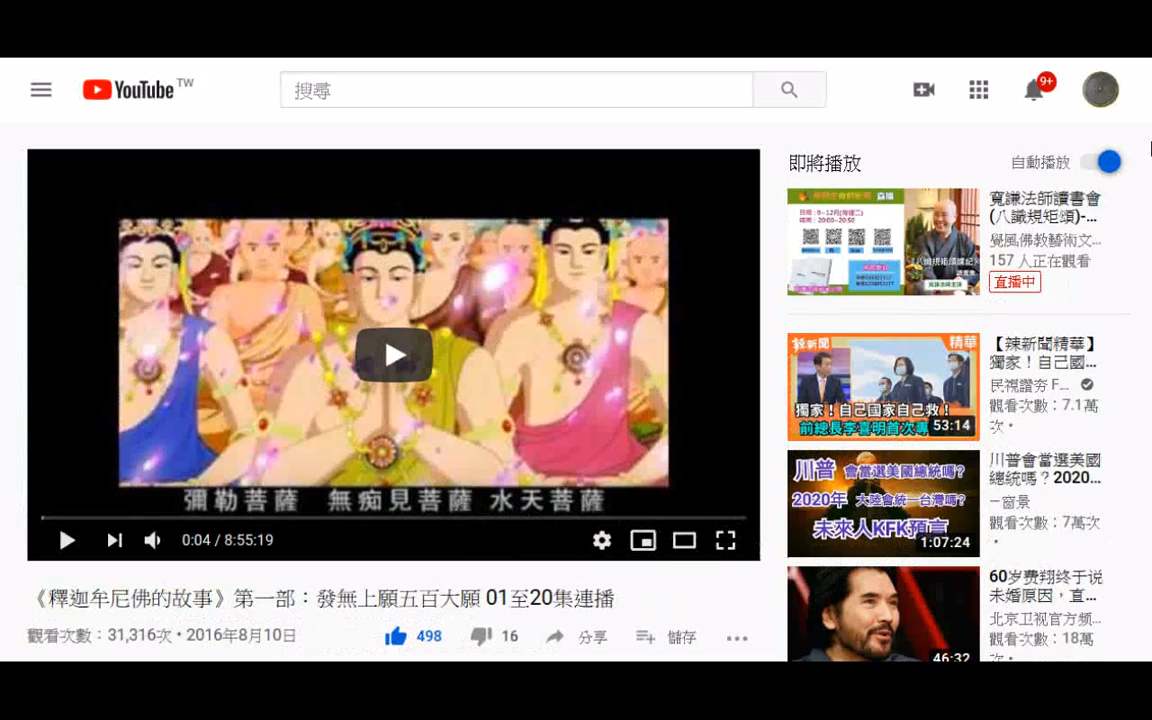 YouTube TW
搜尋
9+
彌勒菩薩 無痴見菩薩 水天菩薩
0:04 / 8:55:19
《釋迦牟尼佛的故事》第一部：發無上願五百大願 01至20集連播
觀看次數：31,316次 • 2016年8月10日
498
16
分享
儲存
即將播放
自動播放
直播
寬謙法師讀書會
(八識規矩頌)-...
覺風佛教藝術文...
157 人正在觀看
直播中
辣新聞
精華
獨家！自己國家自己救！
前總長李喜明首次專
53:14
【辣新聞精華】
獨家！自己國...
民視讚夯 F...
觀看次數：7.1萬
次 •
川普 會當選美國總統嗎?
2020年 大陸會統一台灣嗎?
未來人KFK預言
1:07:24
川普會當選美國
總統嗎？2020...
一窗景
觀看次數：7萬次
•
46:32
60岁费翔终于说
未婚原因，直...
北京卫视官方频...
觀看次數：18萬
次 •